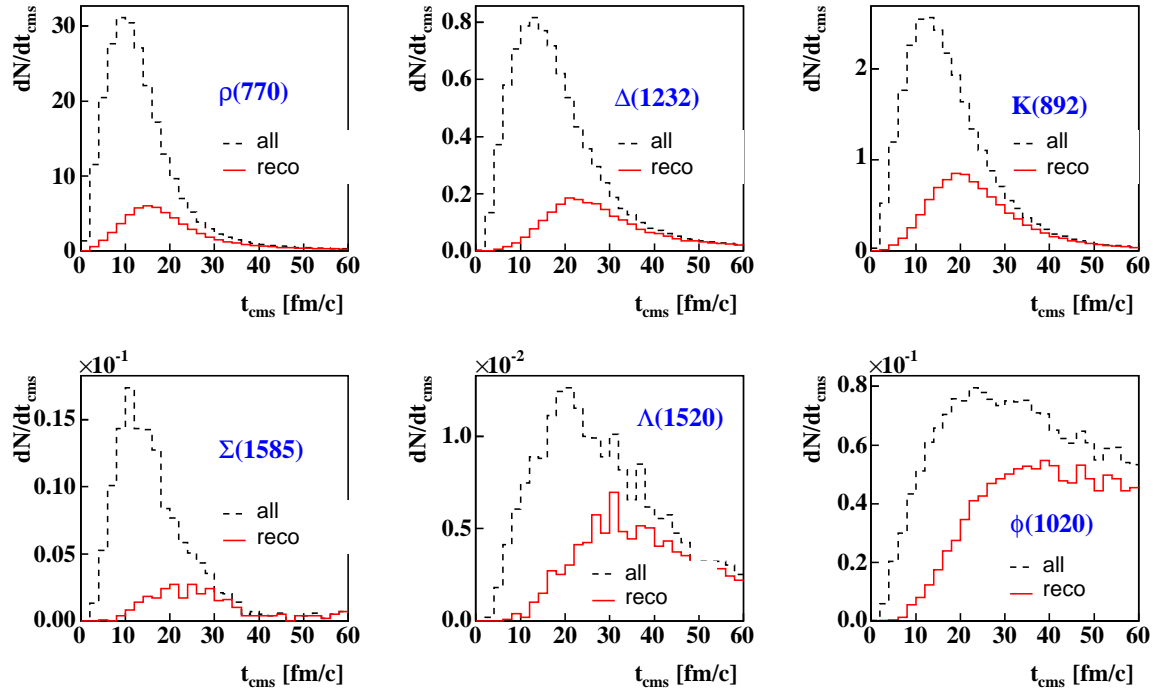 dN/dt_cms
30
20
10
0
ρ(770)
all
reco
0 10 20 30 40 50 60
t_cms [fm/c]
dN/dt_cms
0.8
0.6
0.4
0.2
0.0
Δ(1232)
all
reco
0 10 20 30 40 50 60
t_cms [fm/c]
dN/dt_cms
2
1
0
K(892)
all
reco
0 10 20 30 40 50 60
t_cms [fm/c]
×10⁻¹
dN/dt_cms
0.15
0.10
0.05
0.00
Σ(1585)
all
reco
0 10 20 30 40 50 60
t_cms [fm/c]
×10⁻²
dN/dt_cms
1.0
0.5
0.0
Λ(1520)
all
reco
0 10 20 30 40 50 60
t_cms [fm/c]
×10⁻¹
dN/dt_cms
0.8
0.6
0.4
0.2
0.0
ϕ(1020)
all
reco
0 10 20 30 40 50 60
t_cms [fm/c]